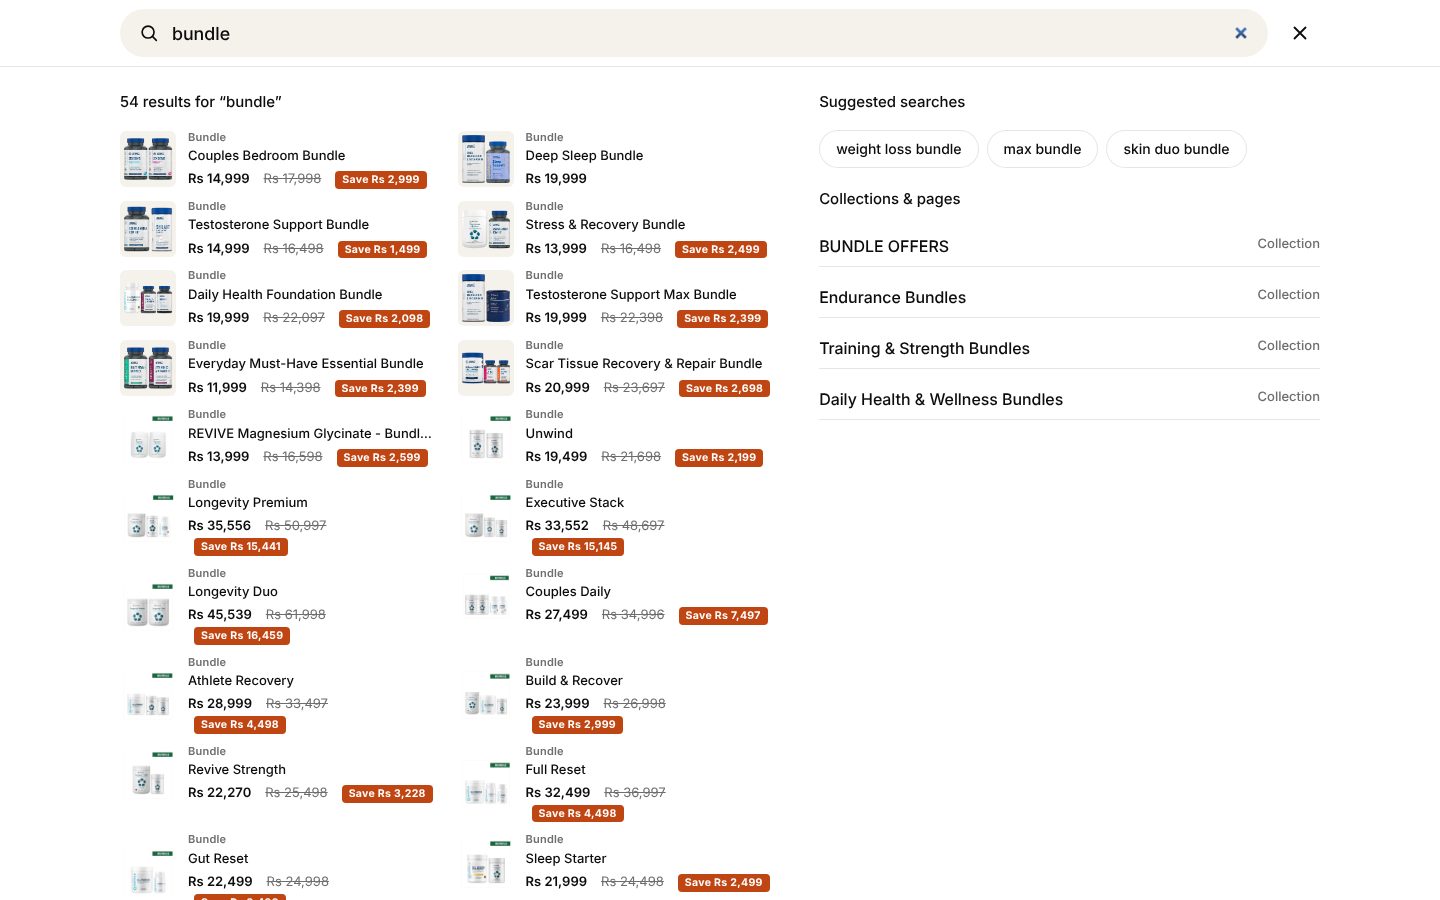 bundle
54 results for “bundle”
Bundle
Couples Bedroom Bundle
Rs 14,999 Rs 17,998 Save Rs 2,999
Bundle
Deep Sleep Bundle
Rs 19,999
Bundle
Testosterone Support Bundle
Rs 14,999 Rs 16,498 Save Rs 1,499
Bundle
Stress & Recovery Bundle
Rs 13,999 Rs 16,498 Save Rs 2,499
Bundle
Daily Health Foundation Bundle
Rs 19,999 Rs 22,097 Save Rs 2,098
Bundle
Testosterone Support Max Bundle
Rs 19,999 Rs 22,398 Save Rs 2,399
Bundle
Everyday Must-Have Essential Bundle
Rs 11,999 Rs 14,398 Save Rs 2,399
Bundle
Scar Tissue Recovery & Repair Bundle
Rs 20,999 Rs 23,697 Save Rs 2,698
Bundle
REVIVE Magnesium Glycinate - Bundl...
Rs 13,999 Rs 16,598 Save Rs 2,599
Bundle
Unwind
Rs 19,499 Rs 21,698 Save Rs 2,199
Bundle
Longevity Premium
Rs 35,556 Rs 50,997
Save Rs 15,441
Bundle
Executive Stack
Rs 33,552 Rs 48,697
Save Rs 15,145
Bundle
Longevity Duo
Rs 45,539 Rs 61,998
Save Rs 16,459
Bundle
Couples Daily
Rs 27,499 Rs 34,996 Save Rs 7,497
Bundle
Athlete Recovery
Rs 28,999 Rs 33,497
Save Rs 4,498
Bundle
Build & Recover
Rs 23,999 Rs 26,998
Save Rs 2,999
Bundle
Revive Strength
Rs 22,270 Rs 25,498 Save Rs 3,228
Bundle
Full Reset
Rs 32,499 Rs 36,997
Save Rs 4,498
Bundle
Gut Reset
Rs 22,499 Rs 24,998
Bundle
Sleep Starter
Rs 21,999 Rs 24,498 Save Rs 2,499
Suggested searches
weight loss bundle
max bundle
skin duo bundle
Collections & pages
BUNDLE OFFERS Collection
Endurance Bundles Collection
Training & Strength Bundles Collection
Daily Health & Wellness Bundles Collection